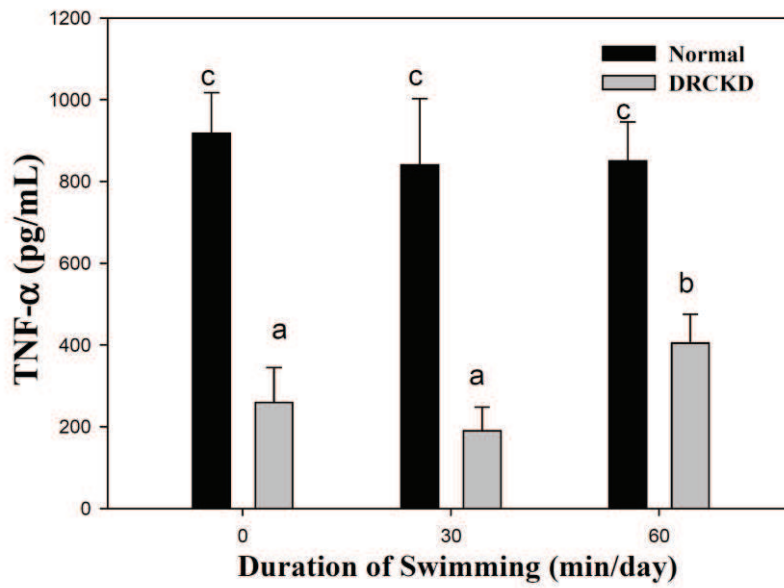 1200
1000
800
600
400
200
0
TNF-α (pg/mL)
Normal
DRCKD
c
a
c
a
c
b
0
30
60
Duration of Swimming (min/day)